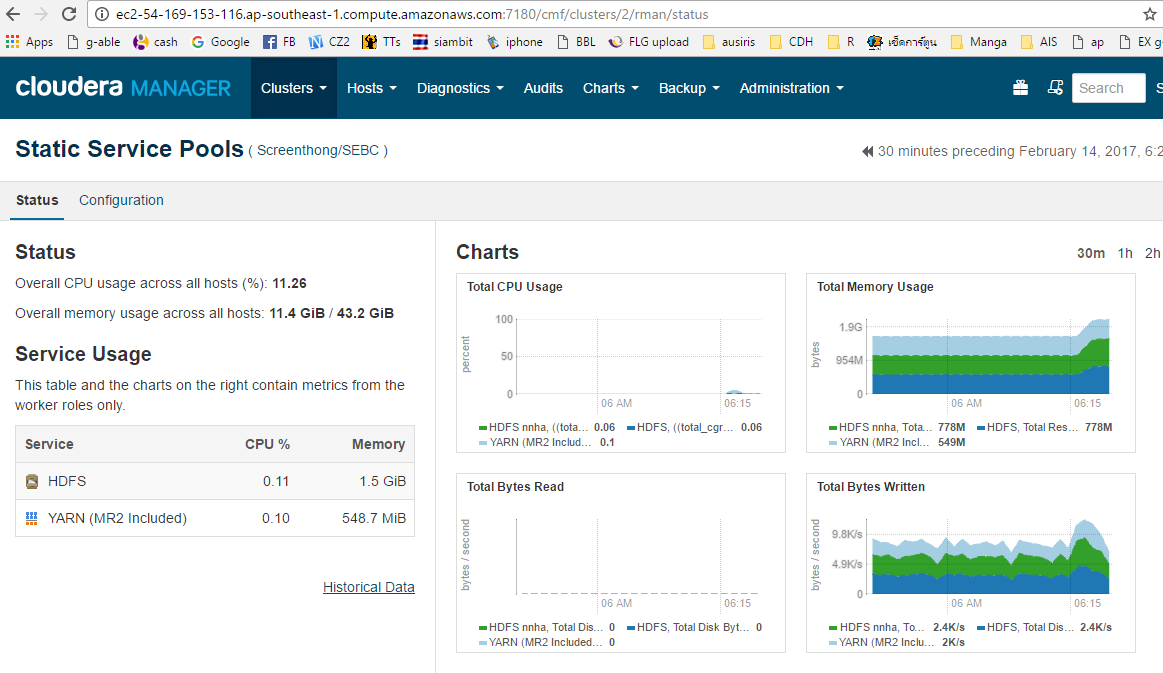 ec2-54-169-153-116.ap-southeast-1.compute.amazonaws.com:7180/cmf/clusters/2/rman/status
Apps g-able cash Google FB CZ2 TTs siambit iphone BBL FLG upload ausiris CDH R เช็คการ์ตูน Manga AIS ap EX g
cloudera MANAGER Clusters Hosts Diagnostics Audits Charts Backup Administration Search S
Static Service Pools ( Screenthong/SEBC )
30 minutes preceding February 14, 2017, 6:2
Status Configuration
Status
Overall CPU usage across all hosts (%): 11.26
Overall memory usage across all hosts: 11.4 GiB / 43.2 GiB
Service Usage
This table and the charts on the right contain metrics from the
worker roles only.
Service CPU % Memory
HDFS 0.11 1.5 GiB
YARN (MR2 Included) 0.10 548.7 MiB
Historical Data
Charts
30m 1h 2h
Total CPU Usage
percent
100
50
0
06 AM 06:15
HDFS nnha, ((tota... 0.06 HDFS, ((total_cgr... 0.06
YARN (MR2 Includ... 0.1
Total Memory Usage
bytes
1.9G
954M
0
06 AM 06:15
HDFS nnha, Tota... 778M HDFS, Total Res... 778M
YARN (MR2 Incl... 549M
Total Bytes Read
bytes / second
06 AM 06:15
HDFS nnha, Total Dis... 0 HDFS, Total Disk Byt... 0
YARN (MR2 Included... 0
Total Bytes Written
bytes / second
9.8K/s
4.9K/s
0
06 AM 06:15
HDFS nnha, To... 2.4K/s HDFS, Total Dis... 2.4K/s
YARN (MR2 Incl... 2K/s